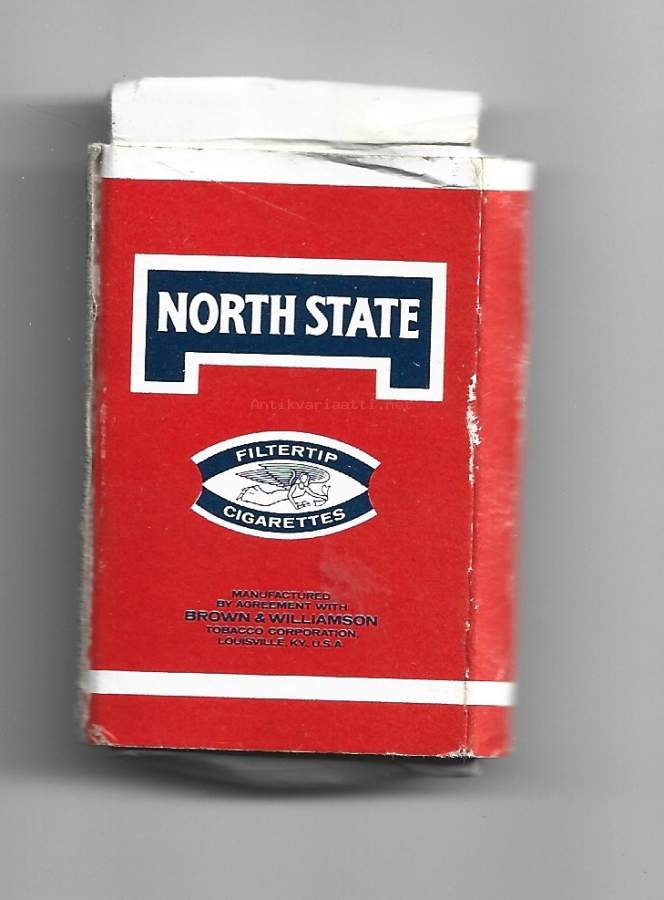 NORTH STATE
Antikvariaatti.net
FILTERTIP
CIGARETTES
MANUFACTURED
BY AGREEMENT WITH
BROWN & WILLIAMSON
TOBACCO CORPORATION,
LOUISVILLE, KY. U.S.A